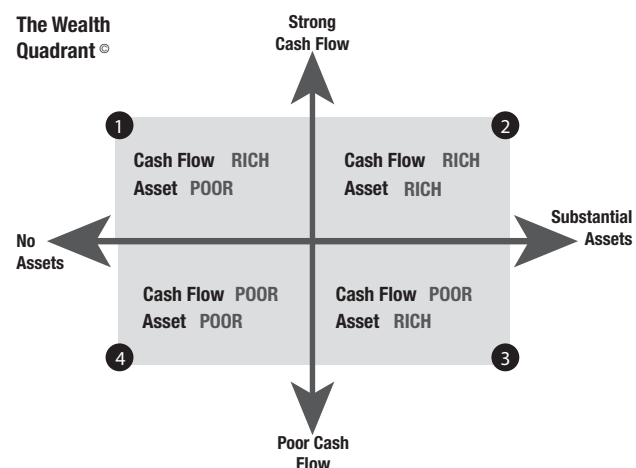 The Wealth
Quadrant ©
Strong
Cash Flow
1
2
Cash Flow RICH
Asset POOR
Cash Flow RICH
Asset RICH
No
Assets
Substantial
Assets
Cash Flow POOR
Asset POOR
Cash Flow POOR
Asset RICH
4
3
Poor Cash
Flow